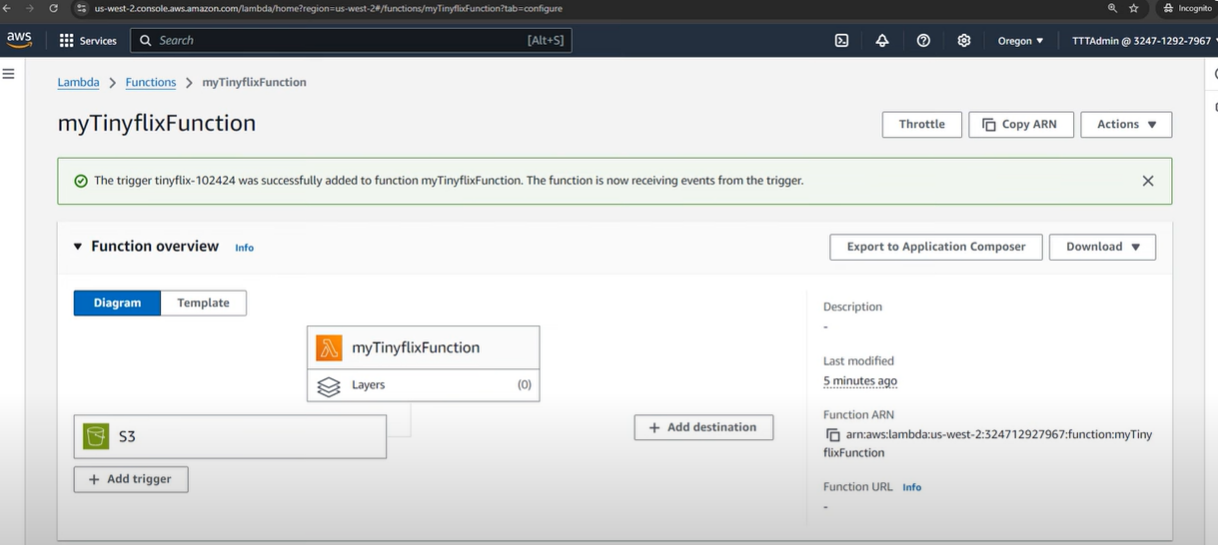 us-west-2.console.aws.amazon.com/lambda/home?region=us-west-2#/functions/myTinyflixFunction?tab=configure
Incognito
aws
Services
Search
[Alt+S]
Oregon ▼
TTTAdmin @ 3247-1292-7967
Lambda > Functions > myTinyflixFunction
myTinyflixFunction
Throttle
Copy ARN
Actions ▼
The trigger tinyflix-102424 was successfully added to function myTinyflixFunction. The function is now receiving events from the trigger.
▼ Function overview Info
Export to Application Composer
Download ▼
Diagram
Template
myTinyflixFunction
Layers (0)
S3
+ Add trigger
+ Add destination
Description
-
Last modified
5 minutes ago
Function ARN
arn:aws:lambda:us-west-2:324712927967:function:myTiny
flixFunction
Function URL Info
-